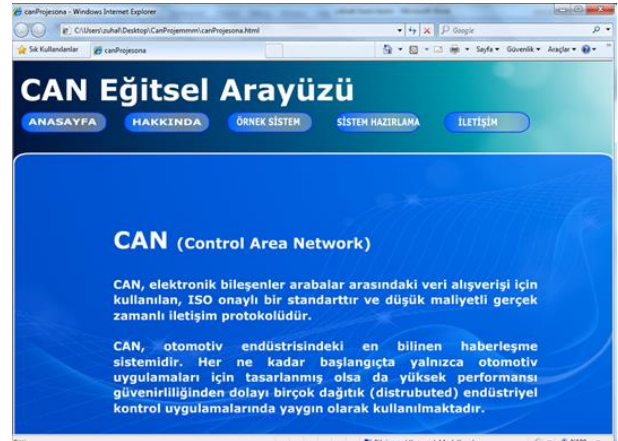 canProjesona - Windows Internet Explorer
C:\Users\zuhal\Desktop\CanProjemmm\canProjesona.html
Google
Sık Kullanılanlar
canProjesona
Sayfa
Güvenlik
Araçlar
CAN Eğitsel Arayüzü
ANASAYFA
HAKKINDA
ÖRNEK SİSTEM
SİSTEM HAZIRLAMA
İLETİŞİM
CAN (Control Area Network)
CAN, elektronik bileşenler arabalar arasındaki veri alışverişi için
kullanılan, ISO onaylı bir standarttır ve düşük maliyetli gerçek
zamanlı iletişim protokolüdür.
CAN, otomotiv endüstrisindeki en bilinen haberleşme
sistemidir. Her ne kadar başlangıçta yalnızca otomotiv
uygulamaları için tasarlanmış olsa da yüksek performansı
güvenirliliğinden dolayı birçok dağıtık (distrubuted) endüstriyel
kontrol uygulamalarında yaygın olarak kullanılmaktadır.